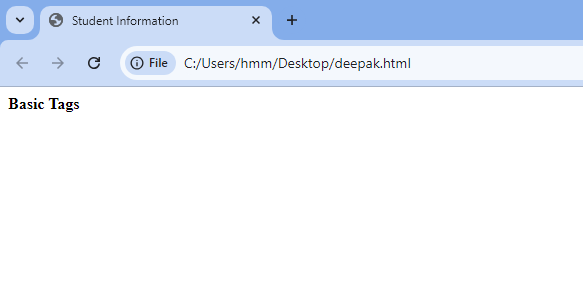 Student Information
File C:/Users/hmm/Desktop/deepak.html
Basic Tags